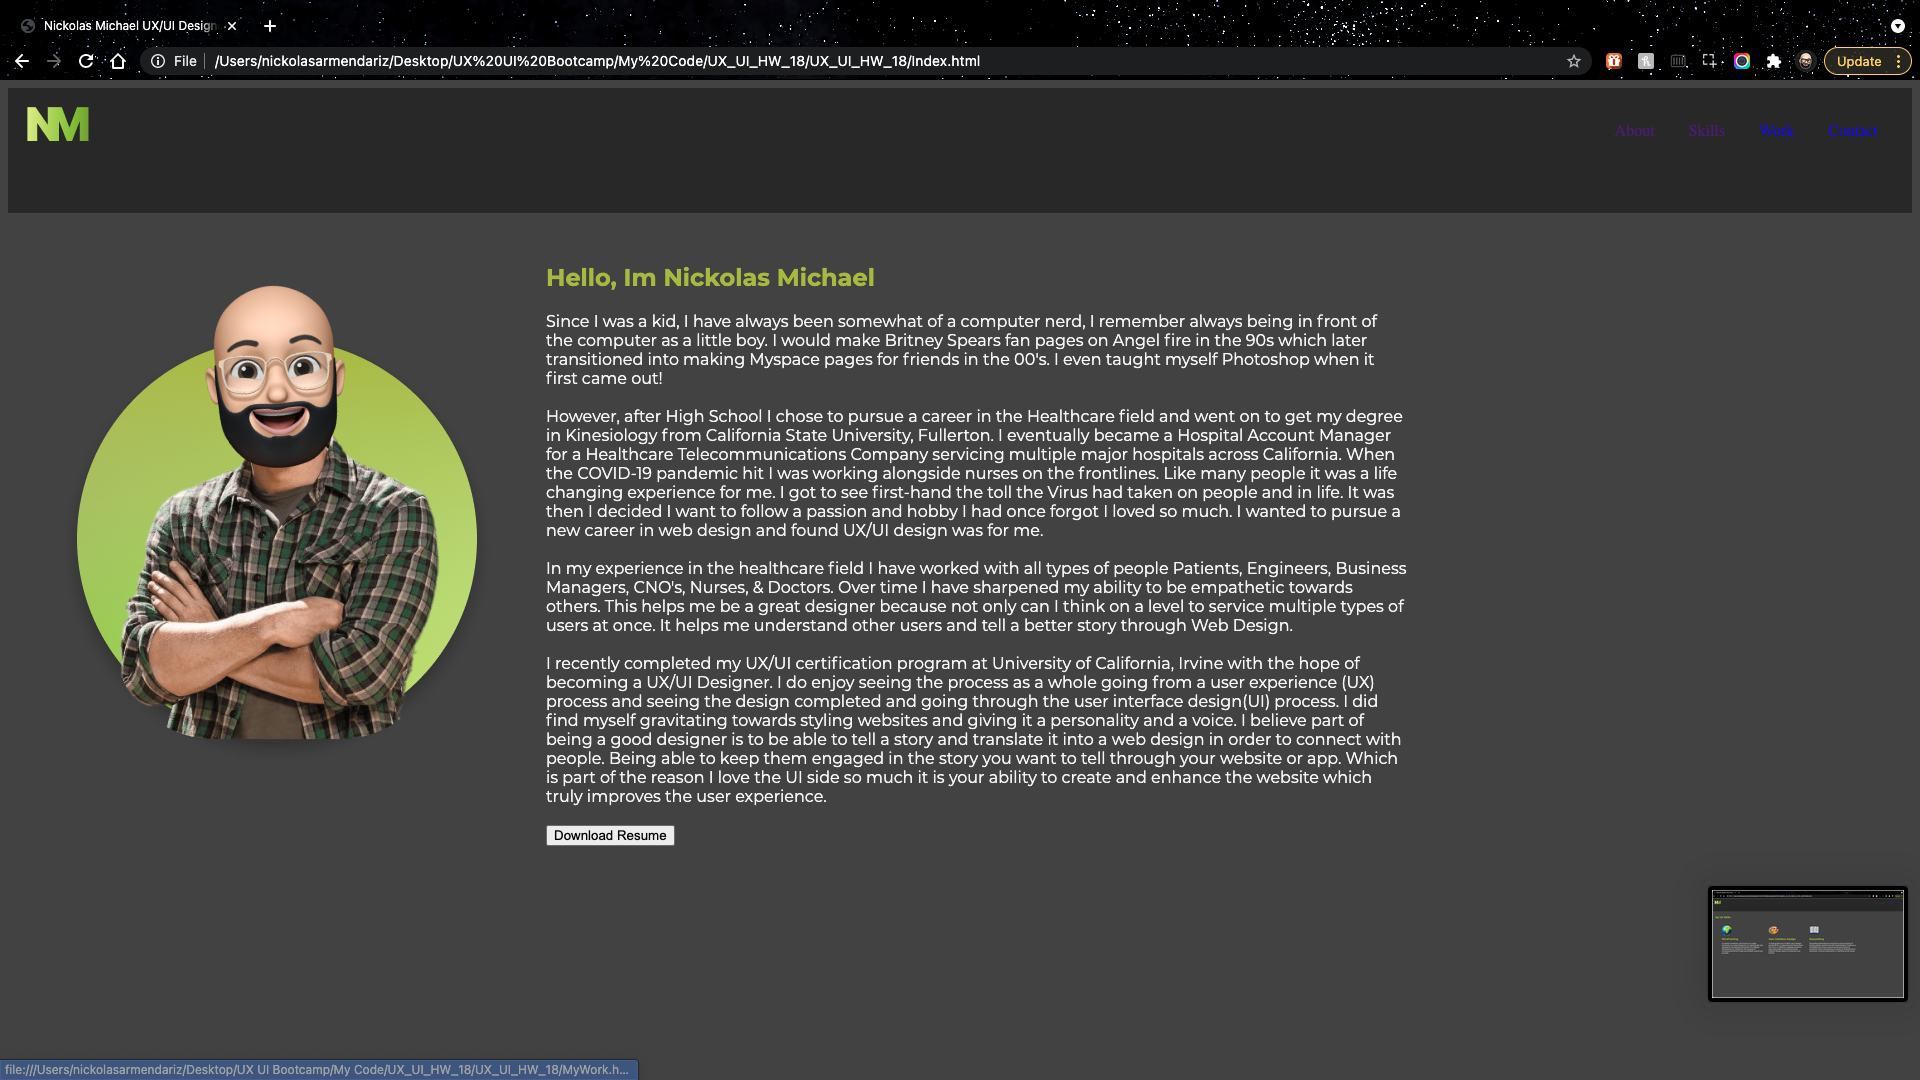 Nickolas Michael UX/UI Design
File
/Users/nickolasarmendariz/Desktop/UX%20UI%20Bootcamp/My%20Code/UX_UI_HW_18/UX_UI_HW_18/Index.html
Update
NM
About Skills Work Contact
Hello, Im Nickolas Michael
Since I was a kid, I have always been somewhat of a computer nerd, I remember always being in front of
the computer as a little boy. I would make Britney Spears fan pages on Angel fire in the 90s which later
transitioned into making Myspace pages for friends in the 00's. I even taught myself Photoshop when it
first came out!
However, after High School I chose to pursue a career in the Healthcare field and went on to get my degree
in Kinesiology from California State University, Fullerton. I eventually became a Hospital Account Manager
for a Healthcare Telecommunications Company servicing multiple major hospitals across California. When
the COVID-19 pandemic hit I was working alongside nurses on the frontlines. Like many people it was a life
changing experience for me. I got to see first-hand the toll the Virus had taken on people and in life. It was
then I decided I want to follow a passion and hobby I had once forgot I loved so much. I wanted to pursue a
new career in web design and found UX/UI design was for me.
In my experience in the healthcare field I have worked with all types of people Patients, Engineers, Business
Managers, CNO's, Nurses, & Doctors. Over time I have sharpened my ability to be empathetic towards
others. This helps me be a great designer because not only can I think on a level to service multiple types of
users at once. It helps me understand other users and tell a better story through Web Design.
I recently completed my UX/UI certification program at University of California, Irvine with the hope of
becoming a UX/UI Designer. I do enjoy seeing the process as a whole going from a user experience (UX)
process and seeing the design completed and going through the user interface design(UI) process. I did
find myself gravitating towards styling websites and giving it a personality and a voice. I believe part of
being a good designer is to be able to tell a story and translate it into a web design in order to connect with
people. Being able to keep them engaged in the story you want to tell through your website or app. Which
is part of the reason I love the UI side so much it is your ability to create and enhance the website which
truly improves the user experience.
Download Resume
file:///Users/nickolasarmendariz/Desktop/UX UI Bootcamp/My Code/UX_UI_HW_18/UX_UI_HW_18/MyWork.h...